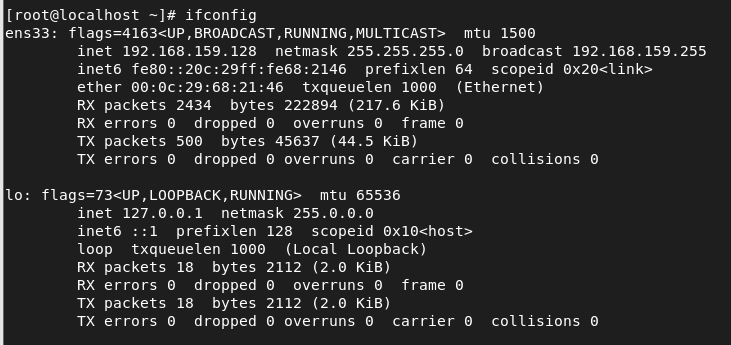 [root@localhost ~]# ifconfig
ens33: flags=4163<UP,BROADCAST,RUNNING,MULTICAST>  mtu 1500
        inet 192.168.159.128  netmask 255.255.255.0  broadcast 192.168.159.255
        inet6 fe80::20c:29ff:fe68:2146  prefixlen 64  scopeid 0x20<link>
        ether 00:0c:29:68:21:46  txqueuelen 1000  (Ethernet)
        RX packets 2434  bytes 222894 (217.6 KiB)
        RX errors 0  dropped 0  overruns 0  frame 0
        TX packets 500  bytes 45637 (44.5 KiB)
        TX errors 0  dropped 0 overruns 0  carrier 0  collisions 0

lo: flags=73<UP,LOOPBACK,RUNNING>  mtu 65536
        inet 127.0.0.1  netmask 255.0.0.0
        inet6 ::1  prefixlen 128  scopeid 0x10<host>
        loop  txqueuelen 1000  (Local Loopback)
        RX packets 18  bytes 2112 (2.0 KiB)
        RX errors 0  dropped 0  overruns 0  frame 0
        TX packets 18  bytes 2112 (2.0 KiB)
        TX errors 0  dropped 0 overruns 0  carrier 0  collisions 0